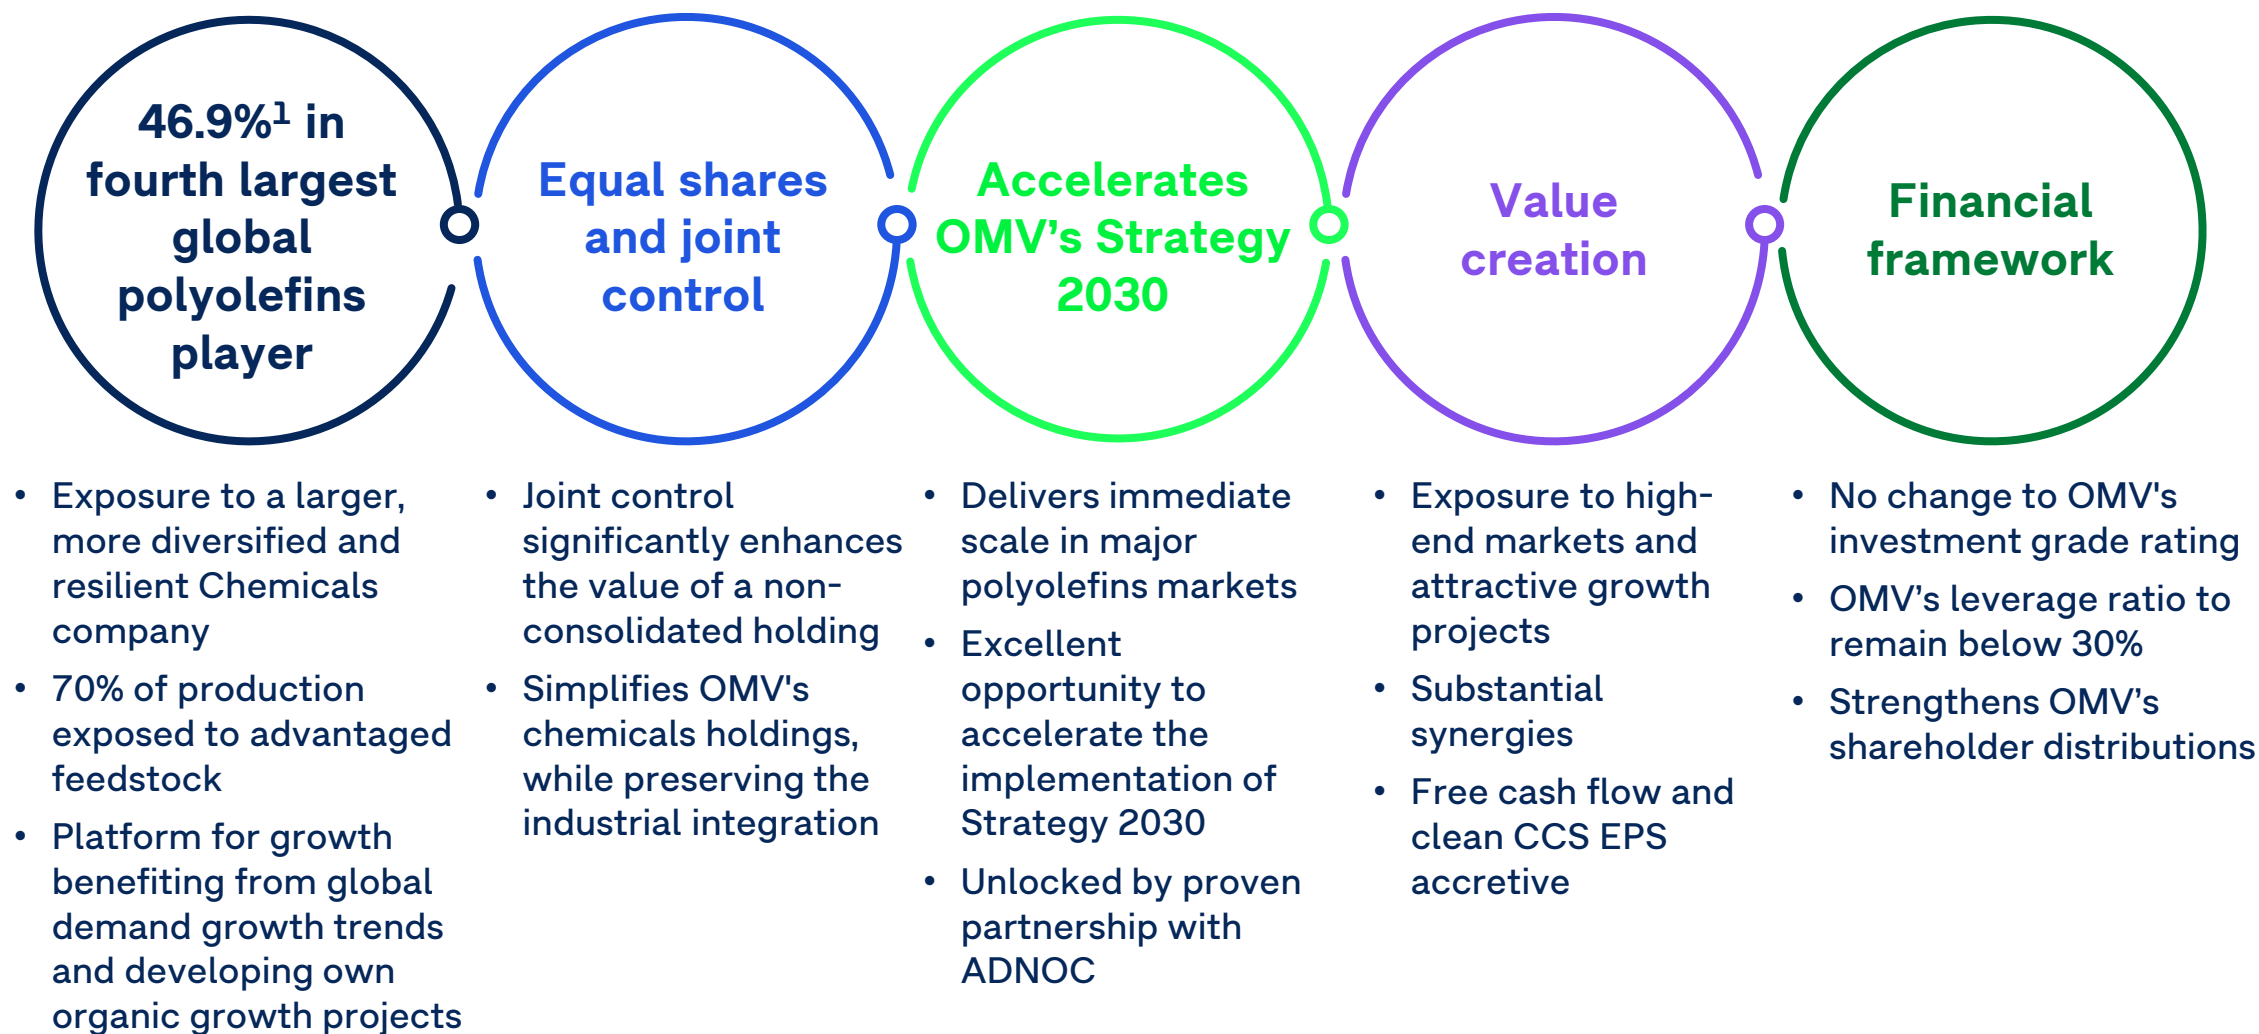 46.9%¹ in
fourth largest
global
polyolefins
player
Equal shares
and joint
control
Accelerates
OMV’s Strategy
2030
Value
creation
Financial
framework
• Exposure to a larger,
more diversified and
resilient Chemicals
company
• 70% of production
exposed to advantaged
feedstock
• Platform for growth
benefiting from global
demand growth trends
and developing own
organic growth projects
• Joint control
significantly enhances
the value of a non-
consolidated holding
• Simplifies OMV's
chemicals holdings,
while preserving the
industrial integration
• Delivers immediate
scale in major
polyolefins markets
• Excellent
opportunity to
accelerate the
implementation of
Strategy 2030
• Unlocked by proven
partnership with
ADNOC
• Exposure to high-
end markets and
attractive growth
projects
• Substantial
synergies
• Free cash flow and
clean CCS EPS
accretive
• No change to OMV's
investment grade rating
• OMV’s leverage ratio to
remain below 30%
• Strengthens OMV’s
shareholder distributions